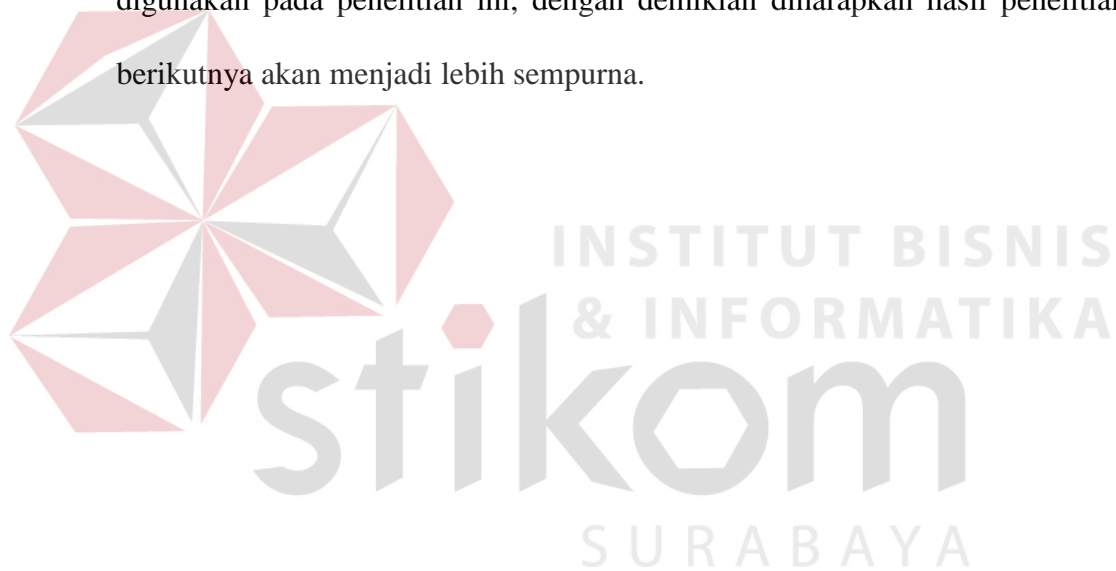 digunakan pada penelitian ini, dengan demikian diharapkan hasil penelitian
berikutnya akan menjadi lebih sempurna.
INSTITUT BISNIS
& INFORMATIKA
stikom
SURABAYA